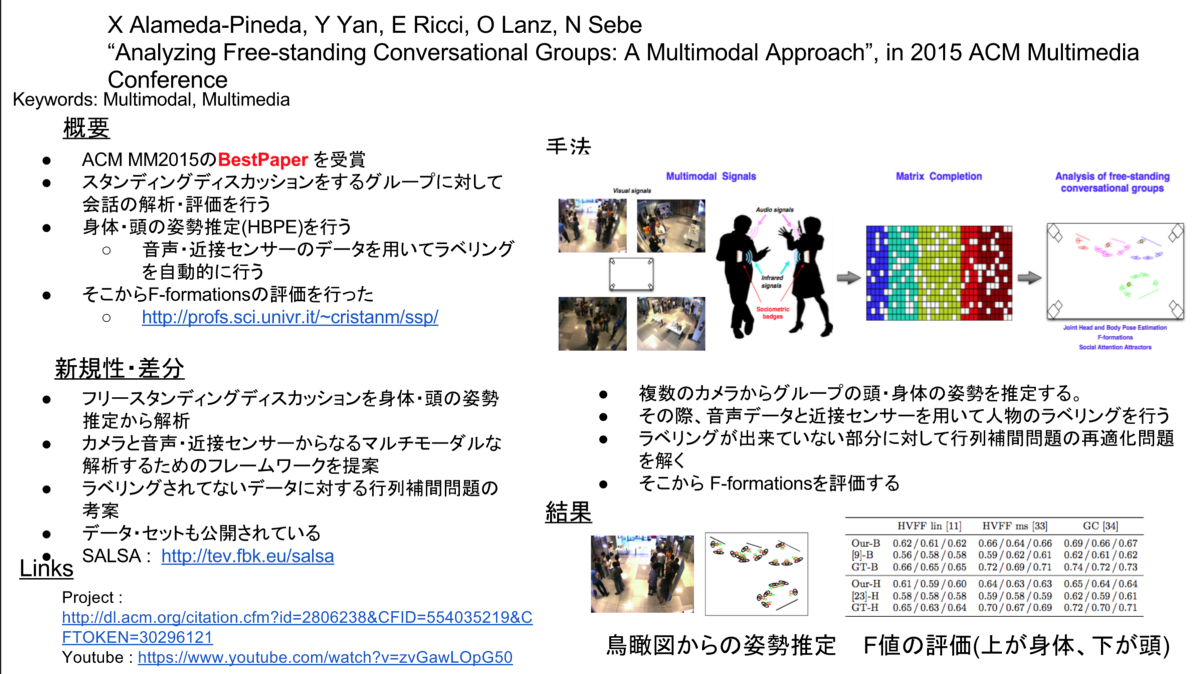 X Alameda-Pineda, Y Yan, E Ricci, O Lanz, N Sebe
“Analyzing Free-standing Conversational Groups: A Multimodal Approach”, in 2015 ACM Multimedia
Conference
Keywords: Multimodal, Multimedia
概要
● ACM MM2015のBestPaper を受賞
● スタンディングディスカッションをするグループに対して
会話の解析・評価を行う
● 身体・頭の姿勢推定(HBPE)を行う
○ 音声・近接センサーのデータを用いてラベリング
を自動的に行う
● そこからF-formationsの評価を行った
○ http://profs.sci.univr.it/~cristanm/ssp/
新規性・差分
● フリースタンディングディスカッションを身体・頭の姿勢
推定から解析
● カメラと音声・近接センサーからなるマルチモーダルな
解析するためのフレームワークを提案
● ラベリングされてないデータに対する行列補間問題の
考案
● データ・セットも公開されている
● SALSA : http://tev.fbk.eu/salsa
Links
Project :
http://dl.acm.org/citation.cfm?id=2806238&CFID=554035219&C
FTOKEN=30296121
Youtube : https://www.youtube.com/watch?v=zvGawLOpG50
手法
Multimodal Signals
Matrix Completion
Analysis of free-standing
conversational groups
Visual signals
Audio signals
Infrared
signals
Sociometric
badges
Joint Head and Body Pose Estimation
F-formations
Social Attention Attractors
● 複数のカメラからグループの頭・身体の姿勢を推定する。
● その際、音声データと近接センサーを用いて人物のラベリングを行う
● ラベリングが出来ていない部分に対して行列補間問題の再適化問題
を解く
● そこから F-formationsを評価する
結果
HVFF lin [11] HVFF ms [33] GC [34]
Our-B 0.62 / 0.61 / 0.62 0.66 / 0.64 / 0.66 0.69 / 0.66 / 0.67
[9]-B 0.56 / 0.58 / 0.58 0.59 / 0.62 / 0.61 0.62 / 0.61 / 0.62
GT-B 0.66 / 0.65 / 0.65 0.72 / 0.69 / 0.71 0.74 / 0.72 / 0.73
Our-H 0.61 / 0.59 / 0.60 0.64 / 0.63 / 0.63 0.65 / 0.64 / 0.64
[23]-H 0.58 / 0.58 / 0.58 0.59 / 0.58 / 0.59 0.62 / 0.59 / 0.61
GT-H 0.65 / 0.63 / 0.64 0.70 / 0.67 / 0.69 0.72 / 0.70 / 0.71
鳥瞰図からの姿勢推定
F値の評価(上が身体、下が頭)